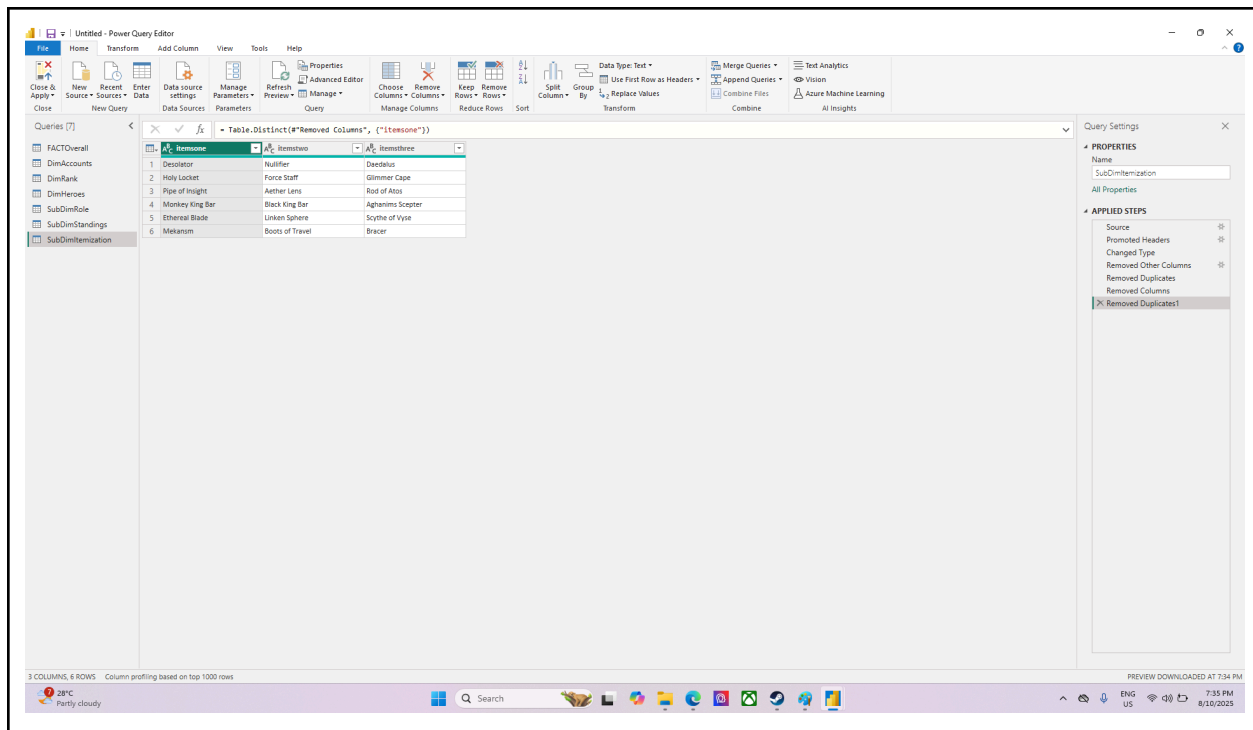 Untitled - Power Query Editor
File Home Transform Add Column View Tools Help
Close & Apply
New Source
Recent Sources
Enter Data
Data source settings
Manage Parameters
Refresh Preview
Properties
Advanced Editor
Manage
Choose Columns
Remove Columns
Keep Rows
Remove Rows
Split Column
Group By
Data Type: Text
Use First Row as Headers
Replace Values
Merge Queries
Append Queries
Combine Files
Text Analytics
Vision
Azure Machine Learning
Close New Query Data Sources Parameters Query Manage Columns Reduce Rows Sort Transform Combine AI Insights
Queries [7]
FACTOverall
DimAccounts
DimRank
DimHeroes
SubDimRole
SubDimStandings
SubDimItemization
fx = Table.Distinct(#"Removed Columns", {"itemsone"})
itemsone itemstwo itemsthree
1 Desolator Nullifier Daedalus
2 Holy Locket Force Staff Glimmer Cape
3 Pipe of Insight Aether Lens Rod of Atos
4 Monkey King Bar Black King Bar Aghanims Scepter
5 Ethereal Blade Linken Sphere Scythe of Vyse
6 Mekansm Boots of Travel Bracer
Query Settings
PROPERTIES
Name
SubDimItemization
All Properties
APPLIED STEPS
Source
Promoted Headers
Changed Type
Removed Other Columns
Removed Duplicates
Removed Columns
Removed Duplicates1
3 COLUMNS, 6 ROWS Column profiling based on top 1000 rows
PREVIEW DOWNLOADED AT 7:34 PM
7
28°C
Partly cloudy
Search
ENG
US
7:35 PM
8/10/2025